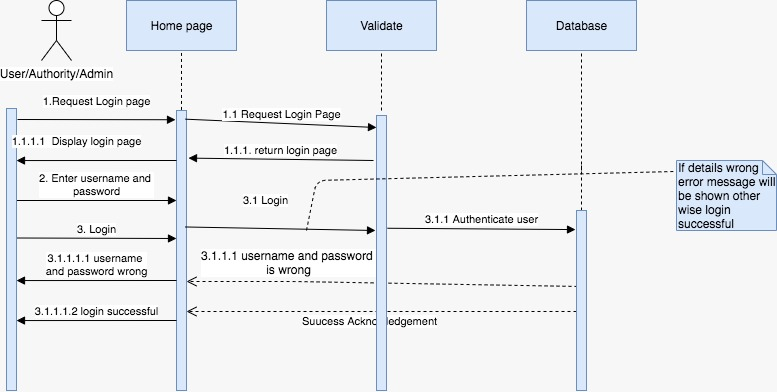 Home page
Validate
Database
User/Authority/Admin
1.Request Login page
1.1 Request Login Page
1.1.1.1 Display login page
1.1.1. return login page
2. Enter username and
password
3.1 Login
If details wrong
error message will
be shown other
wise login
successful
3. Login
3.1.1 Authenticate user
3.1.1.1.1 username
and password wrong
3.1.1.1 username and password
is wrong
3.1.1.1.2 login successful
Suucess Acknowledgement